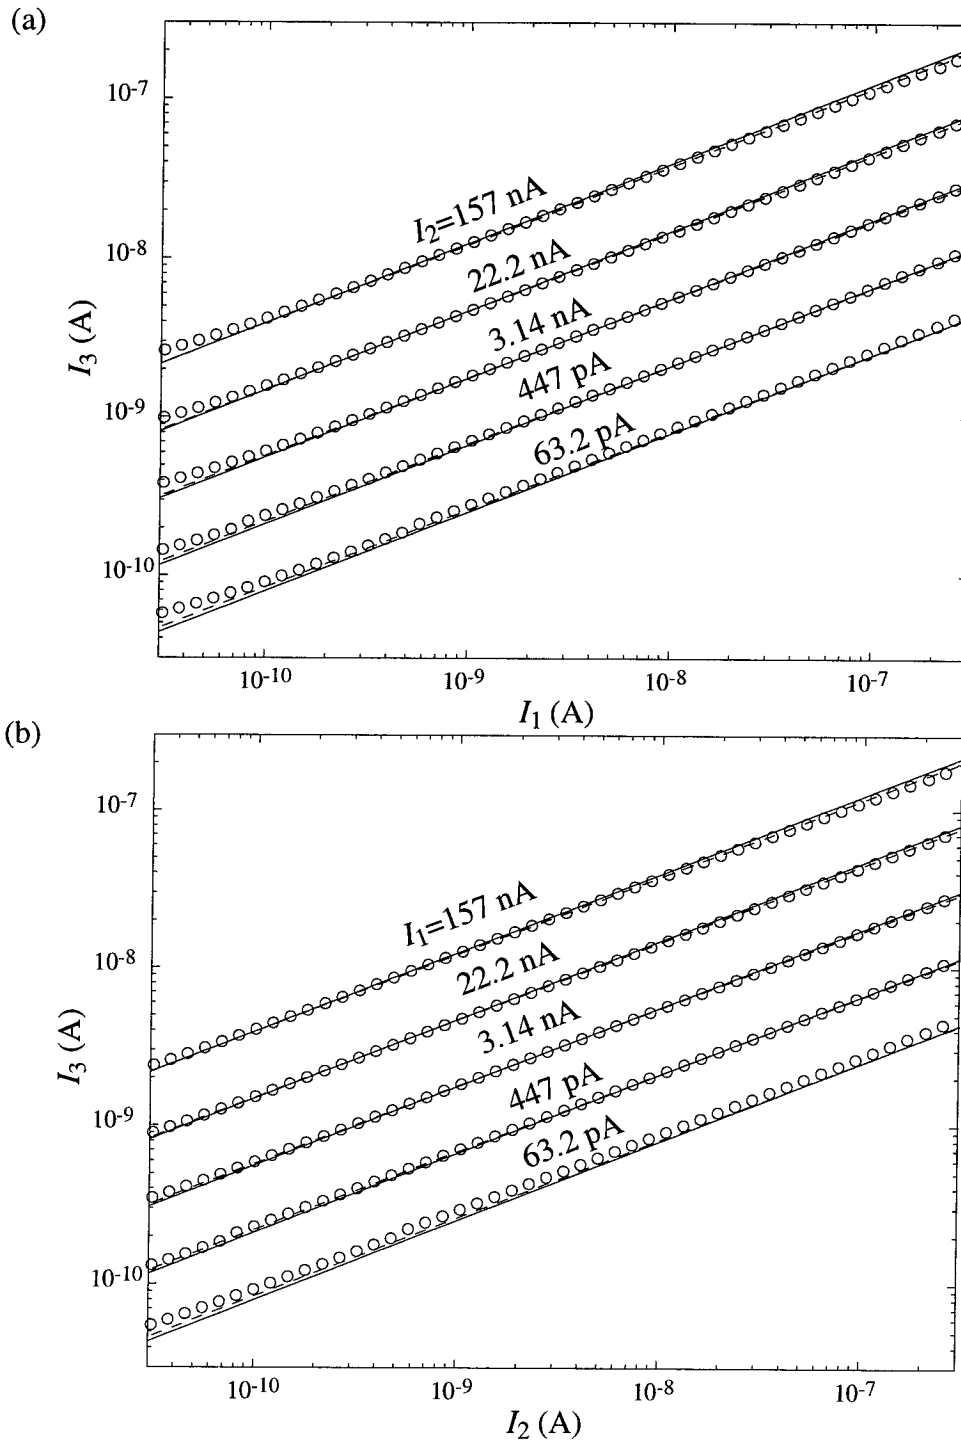 (a)
10-7
I2=157 nA
10-8
22.2 nA
I3 (A)
3.14 nA
10-9
447 pA
63.2 pA
10-10
10-10 10-9 10-8 10-7
I1 (A)
(b)
10-7
I1=157 nA
10-8
22.2 nA
I3 (A)
3.14 nA
10-9
447 pA
63.2 pA
10-10
10-10 10-9 10-8 10-7
I2 (A)